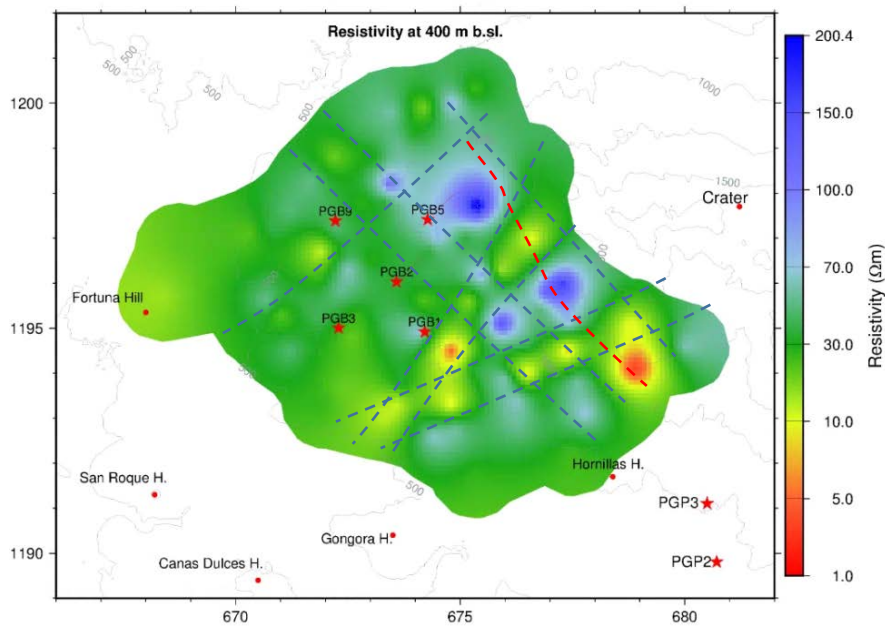 Resistivity at 400 m b.sl.
200.4
500
500
500
500
1000
1200
150.0
1500
Crater
100.0
PGB9
PGB5
70.0
PGB2
Fortuna Hill
1195
PGB3
PGB1
30.0
Resistivity (Ωm)
10.0
500
San Roque H.
Hornillas H.
PGP3
5.0
Gongora H.
1190
Canas Dulces H.
PGP2
1.0
670
675
680